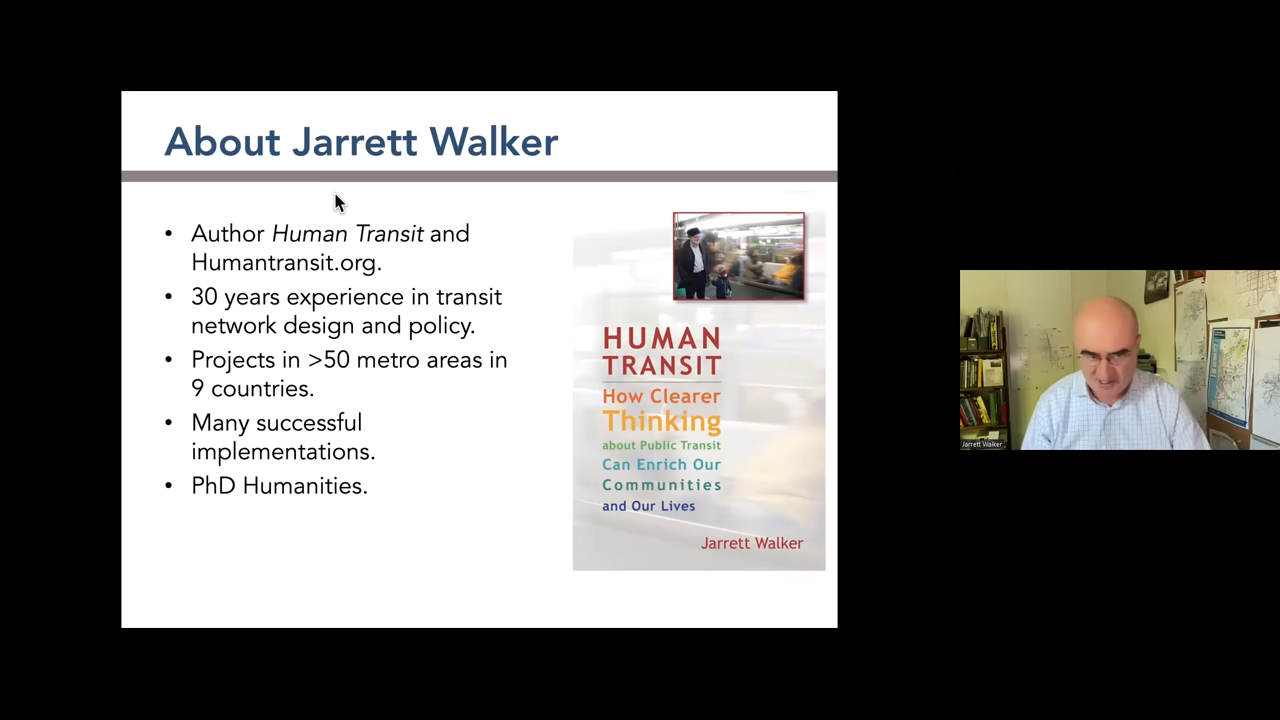 About Jarrett Walker
• Author Human Transit and
Humantransit.org.
• 30 years experience in transit
network design and policy.
• Projects in >50 metro areas in
9 countries.
• Many successful
implementations.
• PhD Humanities.
HUMAN
TRANSIT
How Clearer
Thinking
about Public Transit
Can Enrich Our
Communities
and Our Lives
Jarrett Walker
Jarrett Walker